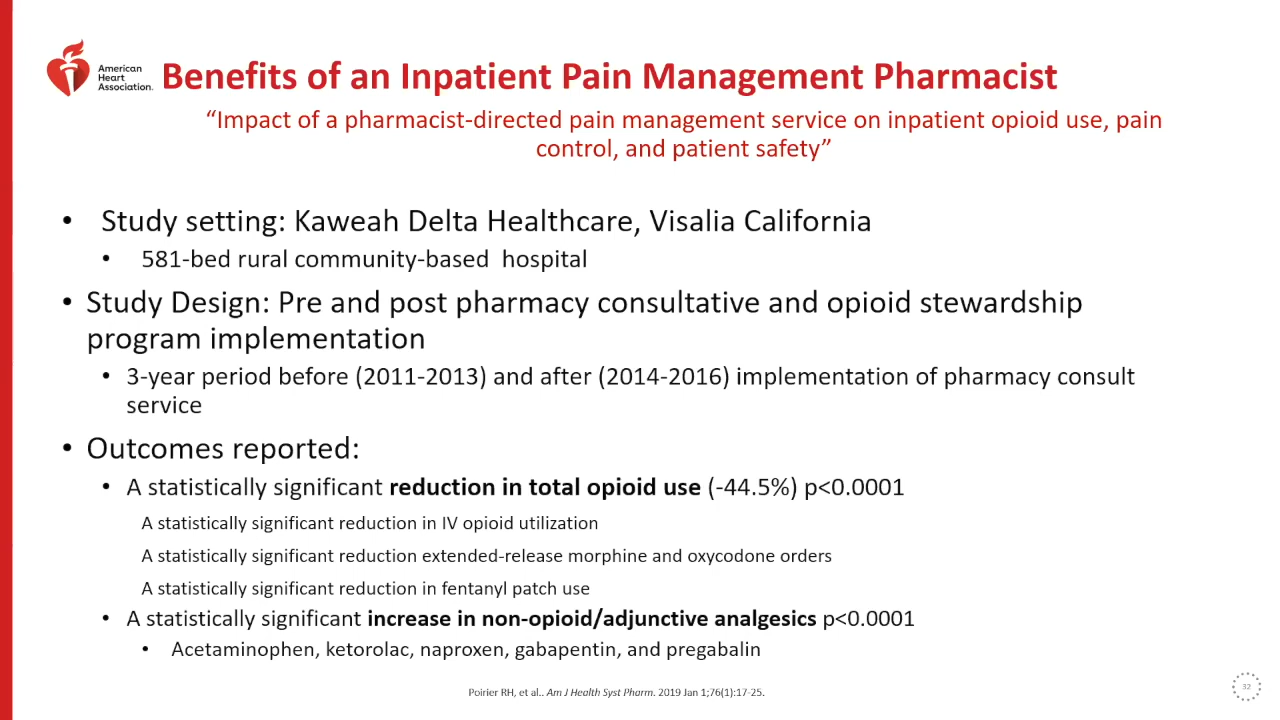 American
Heart
Association.
Benefits of an Inpatient Pain Management Pharmacist
“Impact of a pharmacist-directed pain management service on inpatient opioid use, pain
control, and patient safety”
• Study setting: Kaweah Delta Healthcare, Visalia California
• 581-bed rural community-based hospital
• Study Design: Pre and post pharmacy consultative and opioid stewardship
program implementation
• 3-year period before (2011-2013) and after (2014-2016) implementation of pharmacy consult
service
• Outcomes reported:
• A statistically significant reduction in total opioid use (-44.5%) p<0.0001
A statistically significant reduction in IV opioid utilization
A statistically significant reduction extended-release morphine and oxycodone orders
A statistically significant reduction in fentanyl patch use
• A statistically significant increase in non-opioid/adjunctive analgesics p<0.0001
• Acetaminophen, ketorolac, naproxen, gabapentin, and pregabalin
Poirier RH, et al.. Am J Health Syst Pharm. 2019 Jan 1;76(1):17-25.
32